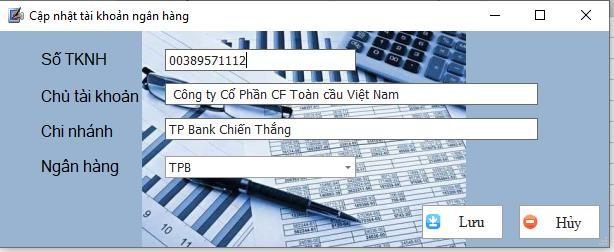 Cập nhật tài khoản ngân hàng
Số TKNH 00389571112
Chủ tài khoản Công ty Cổ Phần CF Toàn cầu Việt Nam
Chi nhánh TP Bank Chiến Thắng
Ngân hàng TPB
Lưu Hủy